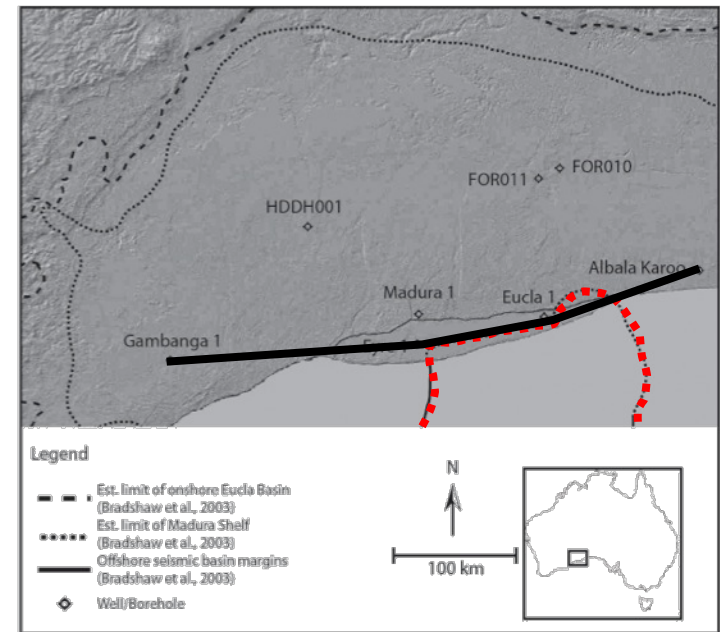 FOR010
FOR011
HDDH001
Albala Karoo
Madura 1
Eucla 1
Gambanga 1
Legend
Est. limit of onshore Eucla Basin
(Bradshaw et al., 2003)
Est. limit of Madura Shelf
(Bradshaw et al., 2003)
Offshore seismic basin margins
(Bradshaw et al., 2003)
Well/Borehole
N
100 km